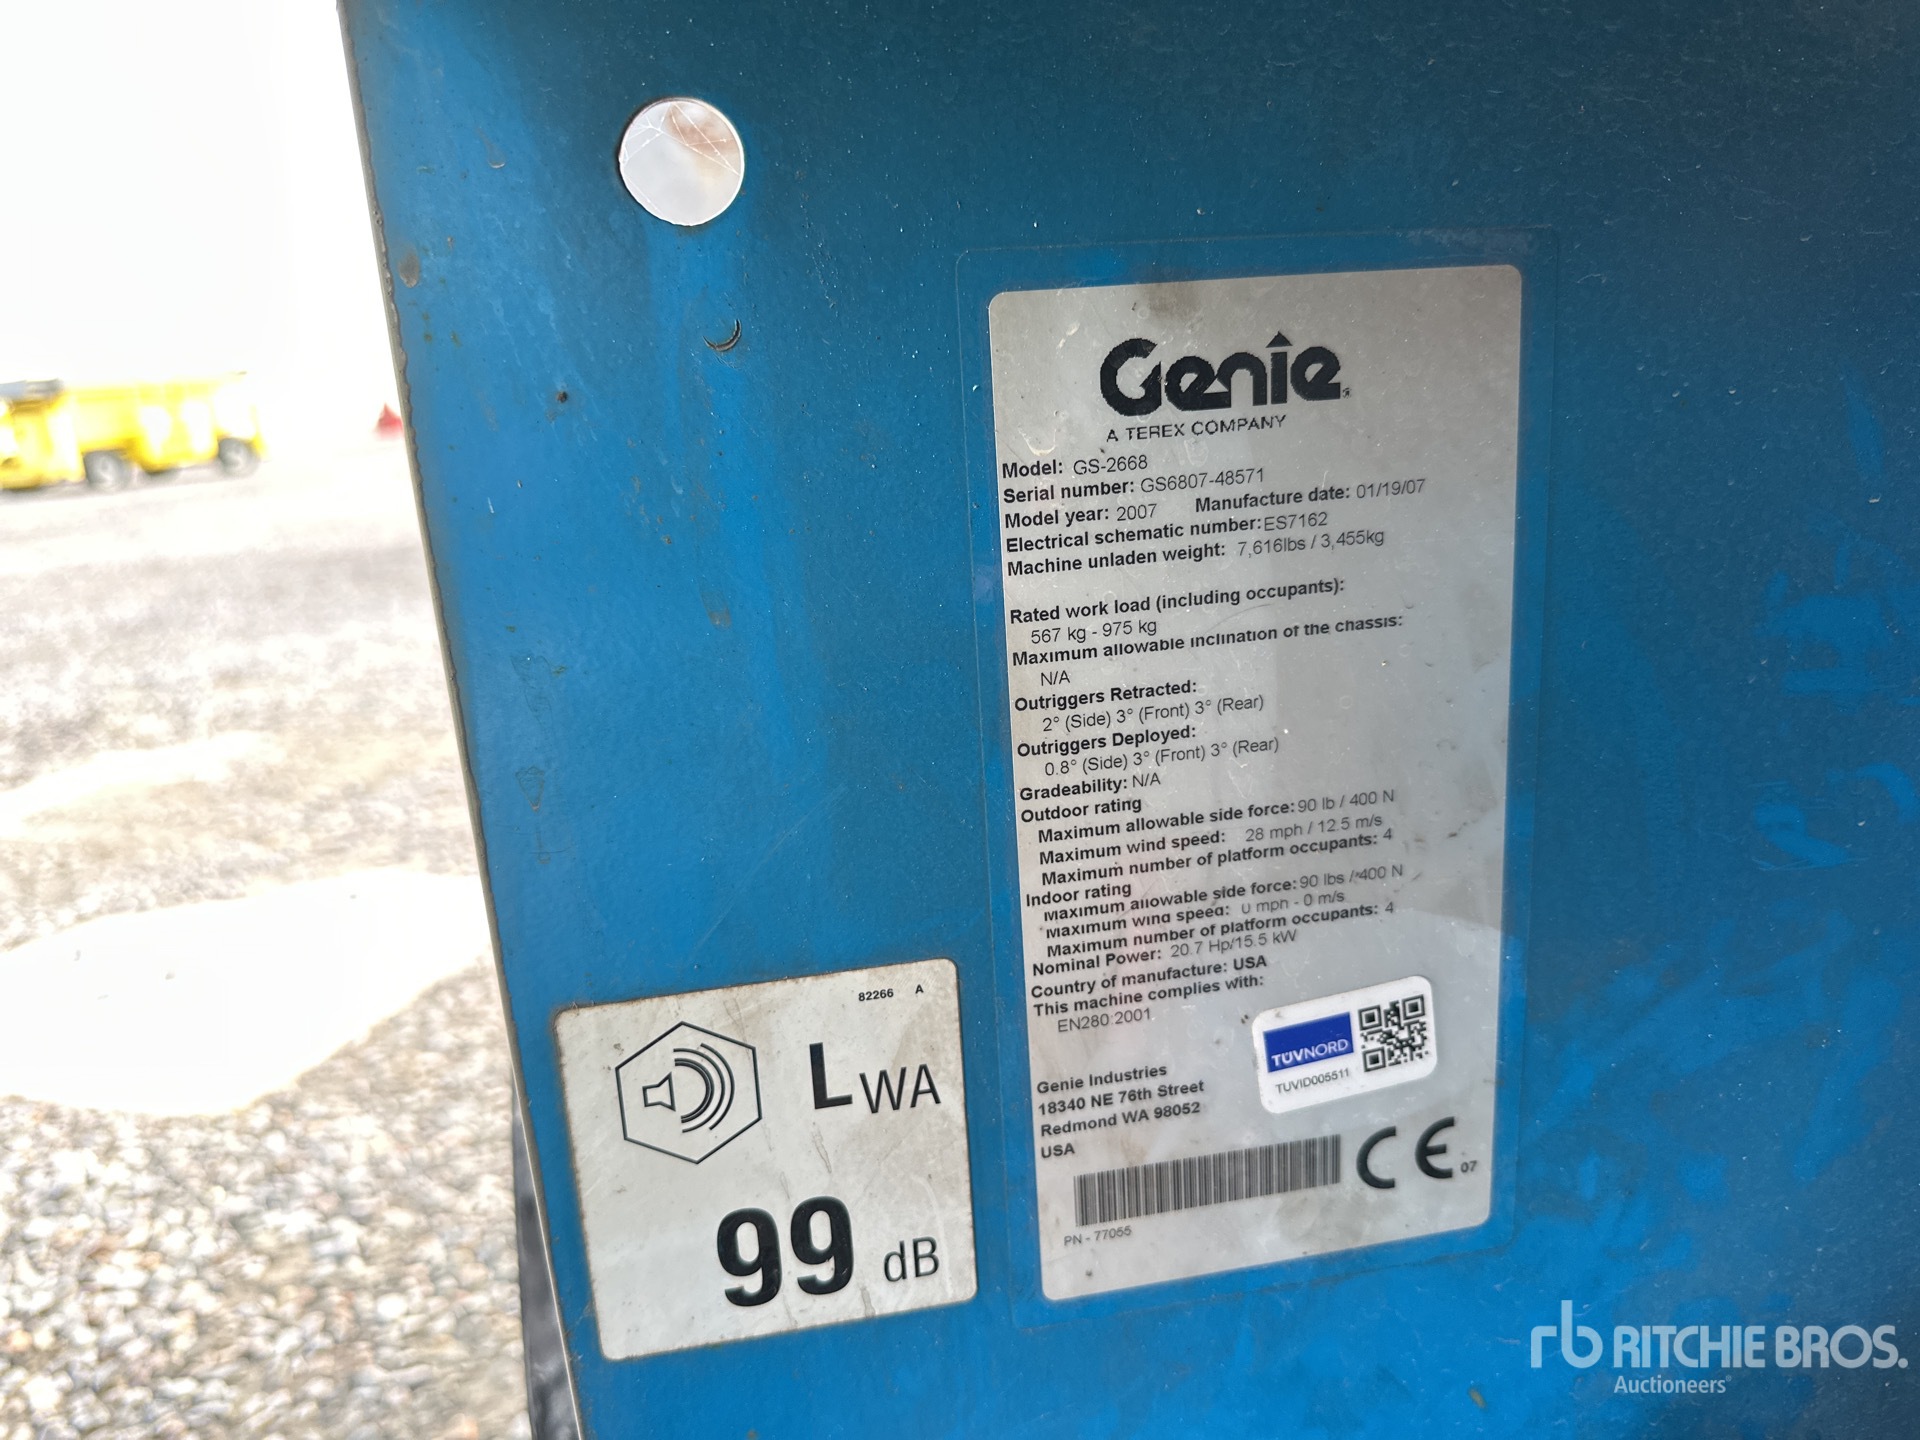 Genie
A TEREX COMPANY
Model: GS-2668
Serial number: GS6807-48571
Model year: 2007 Manufacture date: 01/19/07
Electrical schematic number: ES7162
Machine unladen weight: 7,616lbs / 3,455kg
Rated work load (including occupants):
567 kg - 975 kg
Maximum allowable inclination of the chassis:
N/A
Outriggers Retracted:
2° (Side) 3° (Front) 3° (Rear)
Outriggers Deployed:
0.8° (Side) 3° (Front) 3° (Rear)
Gradeability: N/A
Outdoor rating
Maximum allowable side force: 90 lb / 400 N
Maximum wind speed: 28 mph / 12.5 m/s
Maximum number of platform occupants: 4
Indoor rating
Maximum allowable side force: 90 lbs / 400 N
Maximum wind speed: 0 mph - 0 m/s
Maximum number of platform occupants: 4
Nominal Power: 20.7 Hp/15.5 kW
Country of manufacture: USA
This machine complies with:
EN280:2001
TÜVNORD
TUVID005511
Genie Industries
18340 NE 76th Street
Redmond WA 98052
USA
CE 07
PN - 77055
82266 A
LWA
99 dB
rb RITCHIE BROS.
Auctioneers